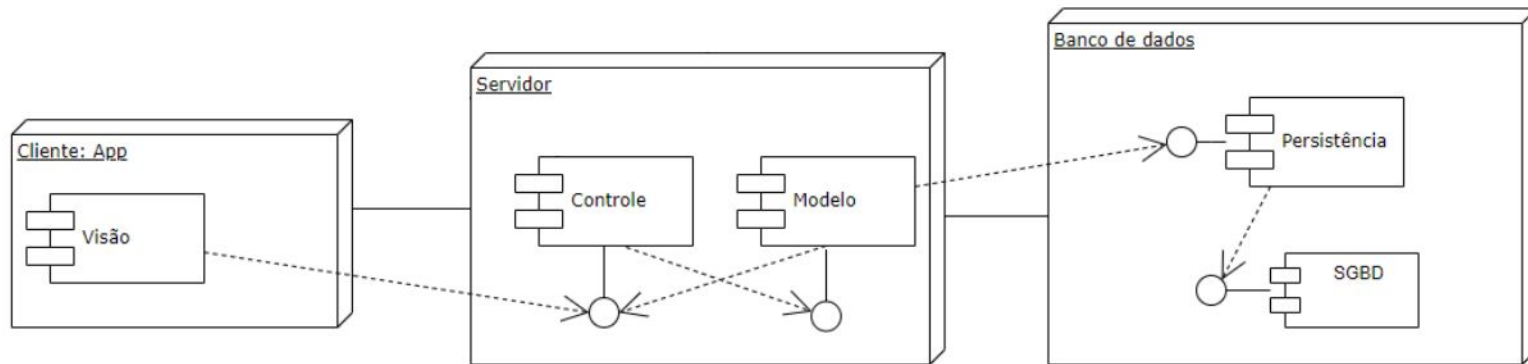 Cliente: App
Visão
Servidor
Controle
Modelo
Banco de dados
Persistência
SGBD